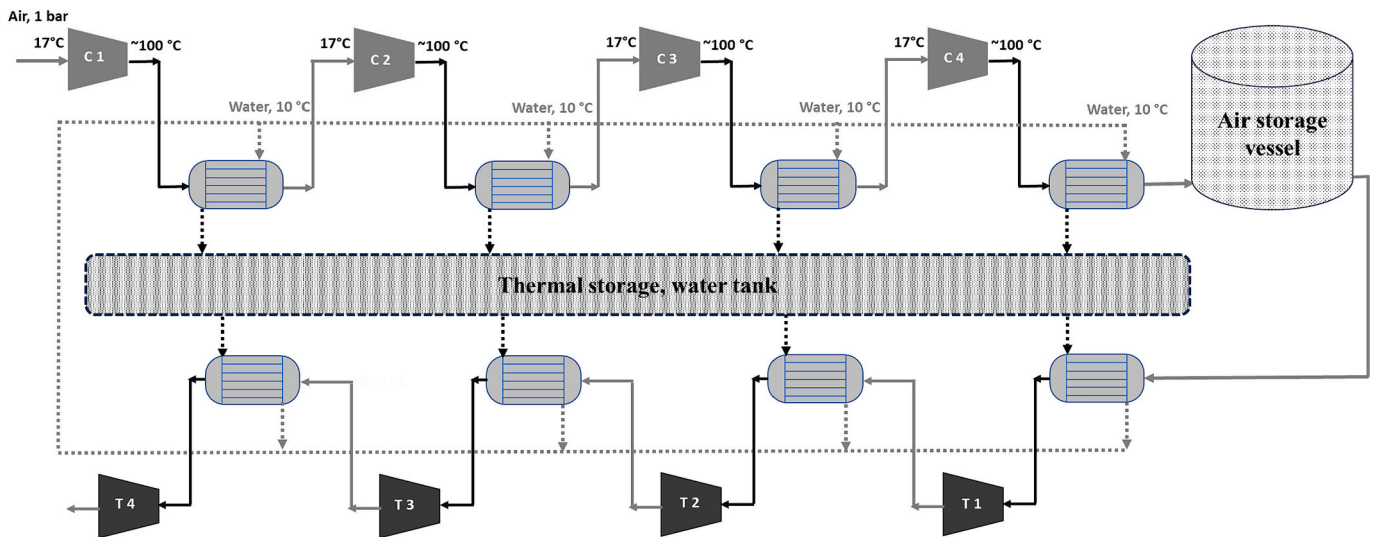 Air, 1 bar
17°C
C 1
~100 °C
17°C
C 2
~100 °C
17°C
C 3
~100 °C
17°C
C 4
~100 °C
Water, 10 °C
Water, 10 °C
Water, 10 °C
Water, 10 °C
Air storage
vessel
Thermal storage, water tank
T 4
T 3
T 2
T 1